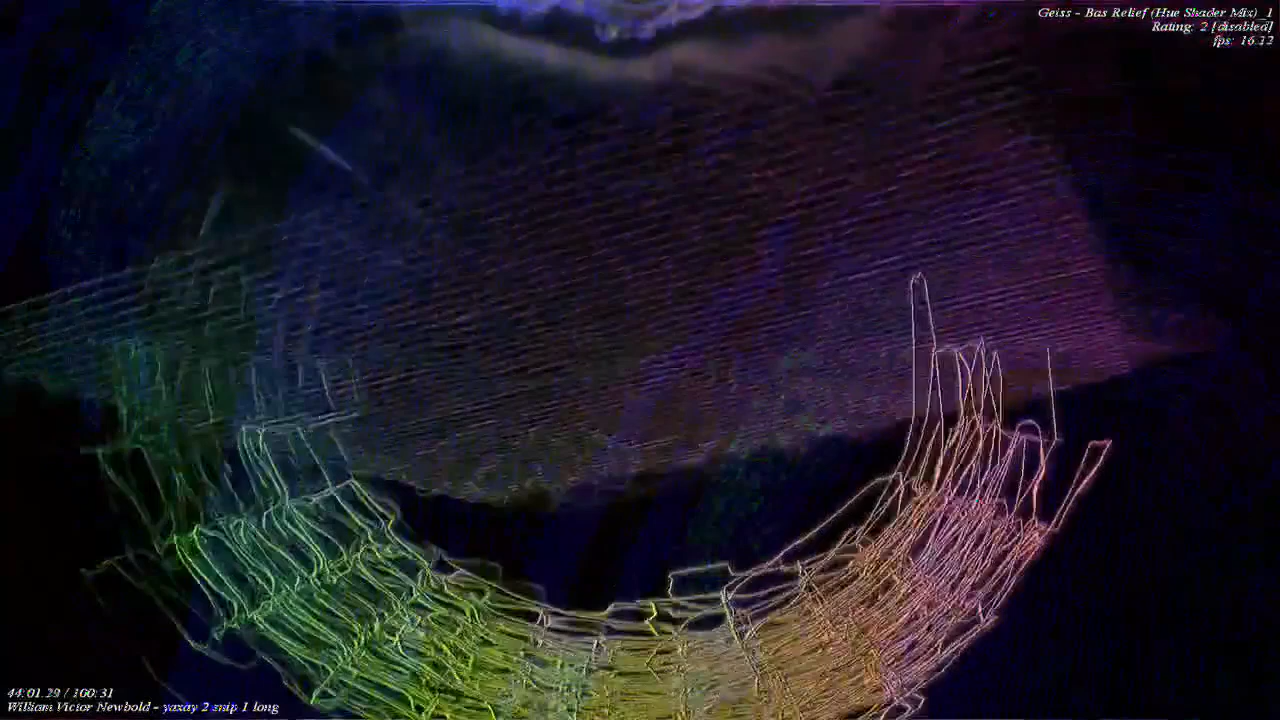 Geiss - Bas Relief (Hue Shader Mix) _1
Rating: 2 [disabled]
fps: 16.12
44:01.29 / 100:31
William Victor Newbold - yaxay 2 snip 1 long